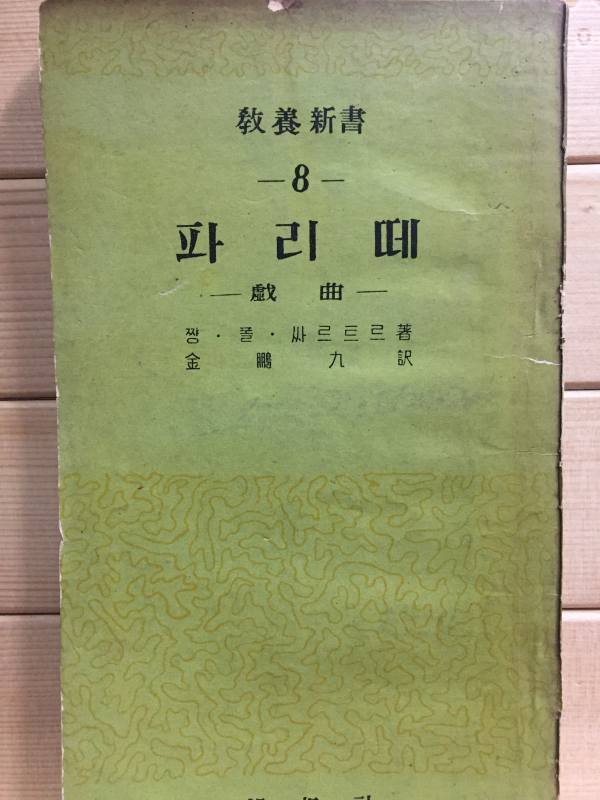 敎養新書
—8—
파리떼
—戱曲—
쨩·폴·싸르트르著
金鵬九訳